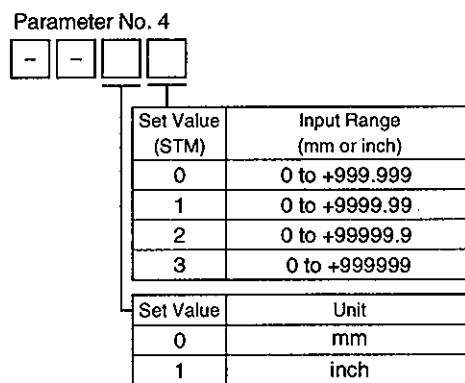 Parameter No. 4
– –
Set Value Input Range
(STM) (mm or inch)
0 0 to +999.999
1 0 to +9999.99
2 0 to +99999.9
3 0 to +999999
Set Value Unit
0 mm
1 inch